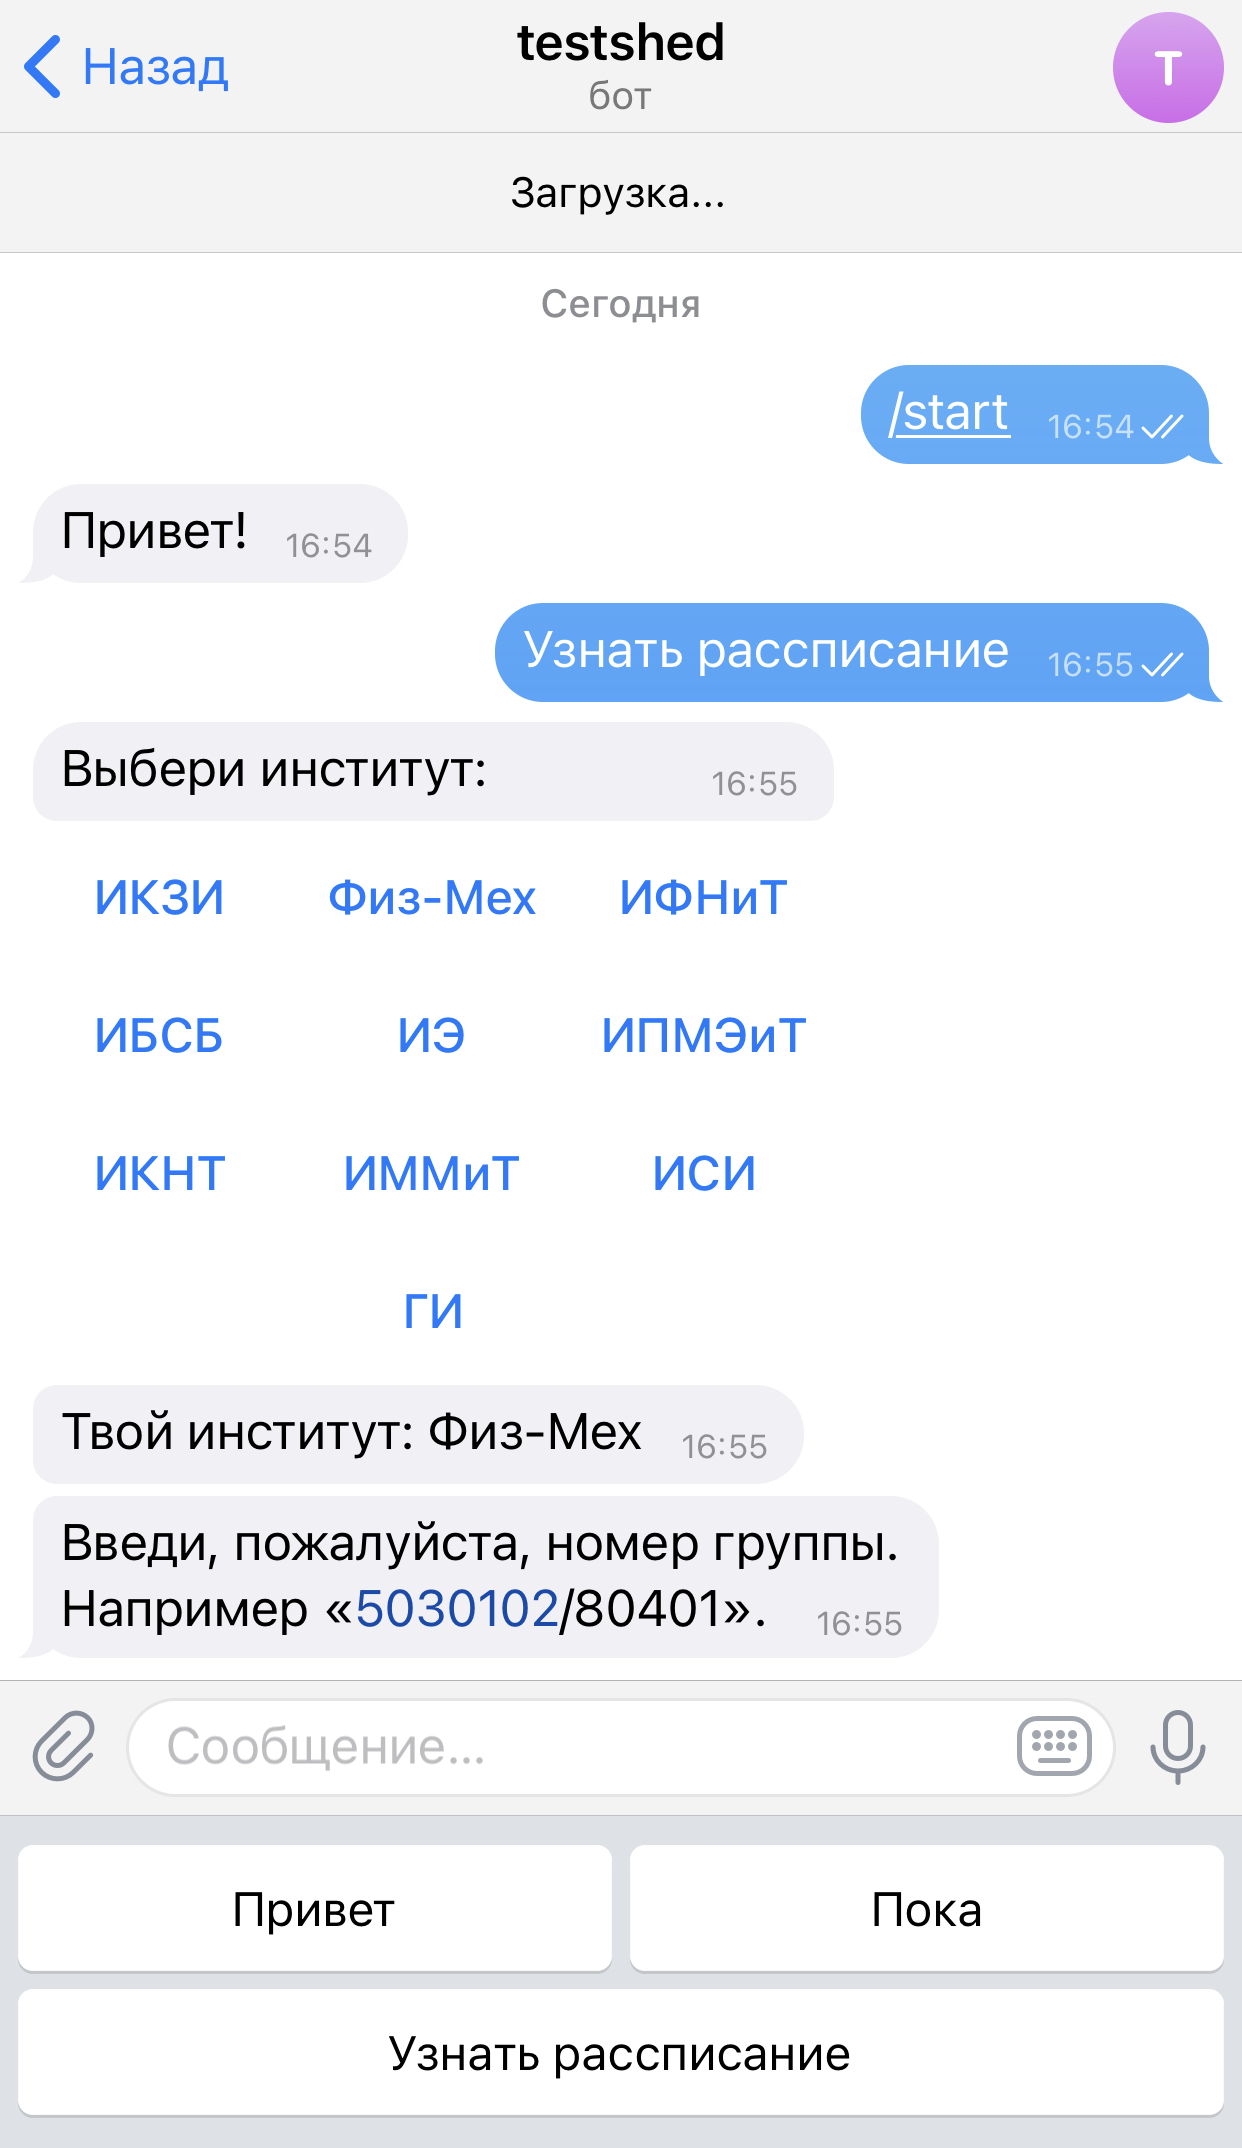 Назад
testshed
бот
Т
Загрузка...
Сегодня
/start 16:54
Привет! 16:54
Узнать рассписание 16:55
Выбери институт: 16:55
ИКЗИ Физ-Мех ИФНиТ
ИБСБ ИЭ ИПМЭиТ
ИКНТ ИММиТ ИСИ
ГИ
Твой институт: Физ-Мех 16:55
Введи, пожалуйста, номер группы.
Например «5030102/80401». 16:55
Сообщение...
Привет Пока
Узнать рассписание